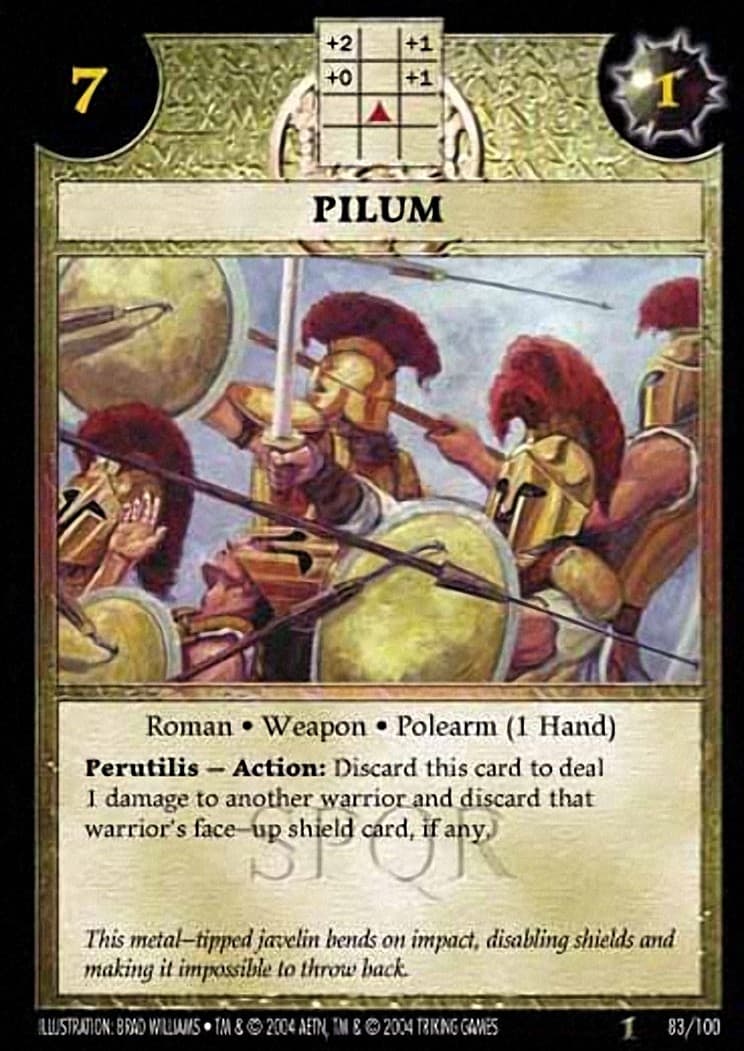 +2 +1
7 +0 +1 1
PILUM
Roman • Weapon • Polearm (1 Hand)
Perutilis – Action: Discard this card to deal
1 damage to another warrior and discard that
warrior's face–up shield card, if any.
SPQR
This metal–tipped javelin bends on impact, disabling shields and
making it impossible to throw back.
ILLUSTRATION: BRAD WILLIAMS • TM & © 2004 AETN, TM & © 2004 TRIKING GAMES 1 83/100